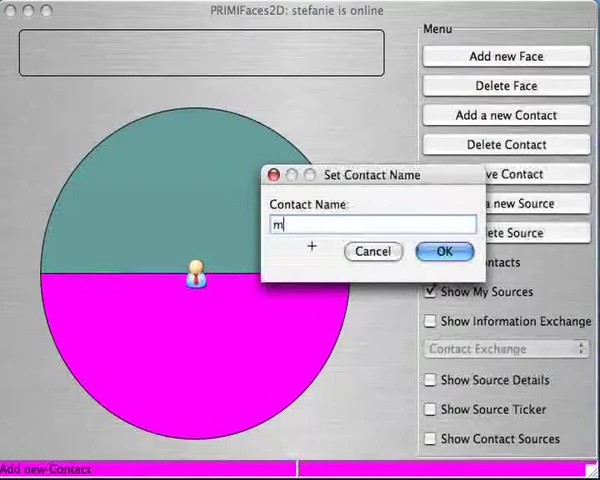 PRIMIFaces2D: stefanie is online
Menu
Add new Face
Delete Face
Add a new Contact
Delete Contact
Set Contact Name
ve Contact
Contact Name:
a new Source
m
lete Source
Cancel
OK
ontacts
Show My Sources
Show Information Exchange
Contact Exchange
Show Source Details
Show Source Ticker
Show Contact Sources
Add new Contact